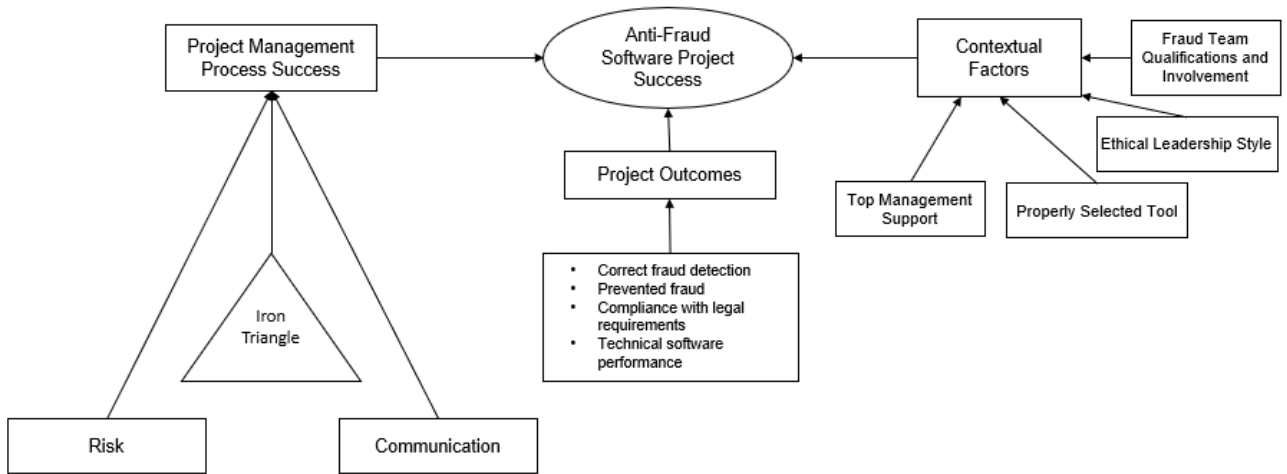 Project Management
Process Success
Anti-Fraud
Software Project
Success
Contextual
Factors
Fraud Team
Qualifications and
Involvement
Ethical Leadership Style
Project Outcomes
Top Management
Support
Properly Selected Tool
• Correct fraud detection
• Prevented fraud
• Compliance with legal
requirements
• Technical software
performance
Iron
Triangle
Risk
Communication